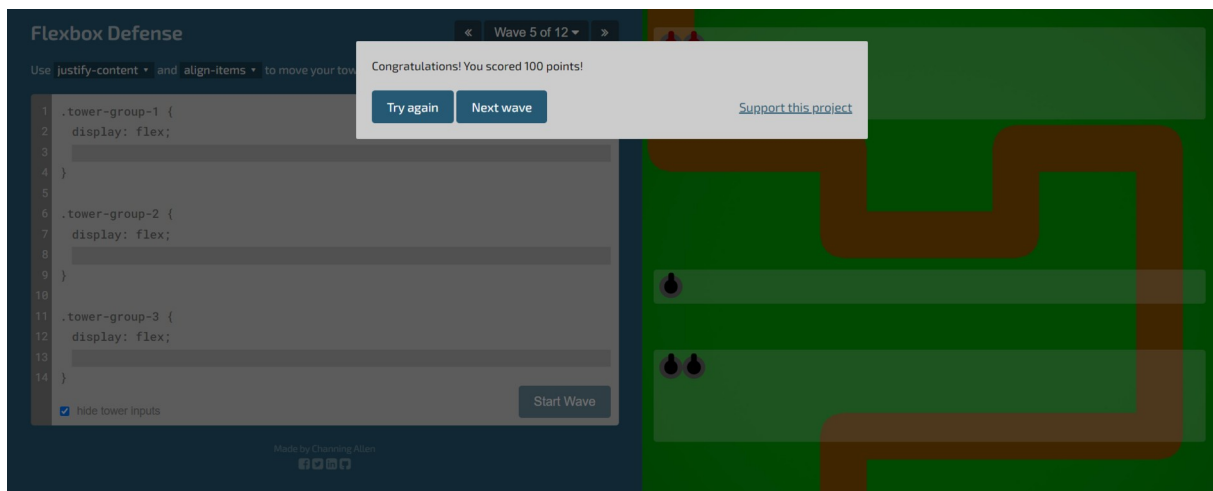 Flexbox Defense
« Wave 5 of 12 »
Use justify-content and align-items to move your tow
Congratulations! You scored 100 points!
Try again Next wave Support this project
1 .tower-group-1 {
2 display: flex;
3
4 }
5
6 .tower-group-2 {
7 display: flex;
8
9 }
10
11 .tower-group-3 {
12 display: flex;
13
14 }
hide tower inputs
Start Wave
Made by Channing Allen